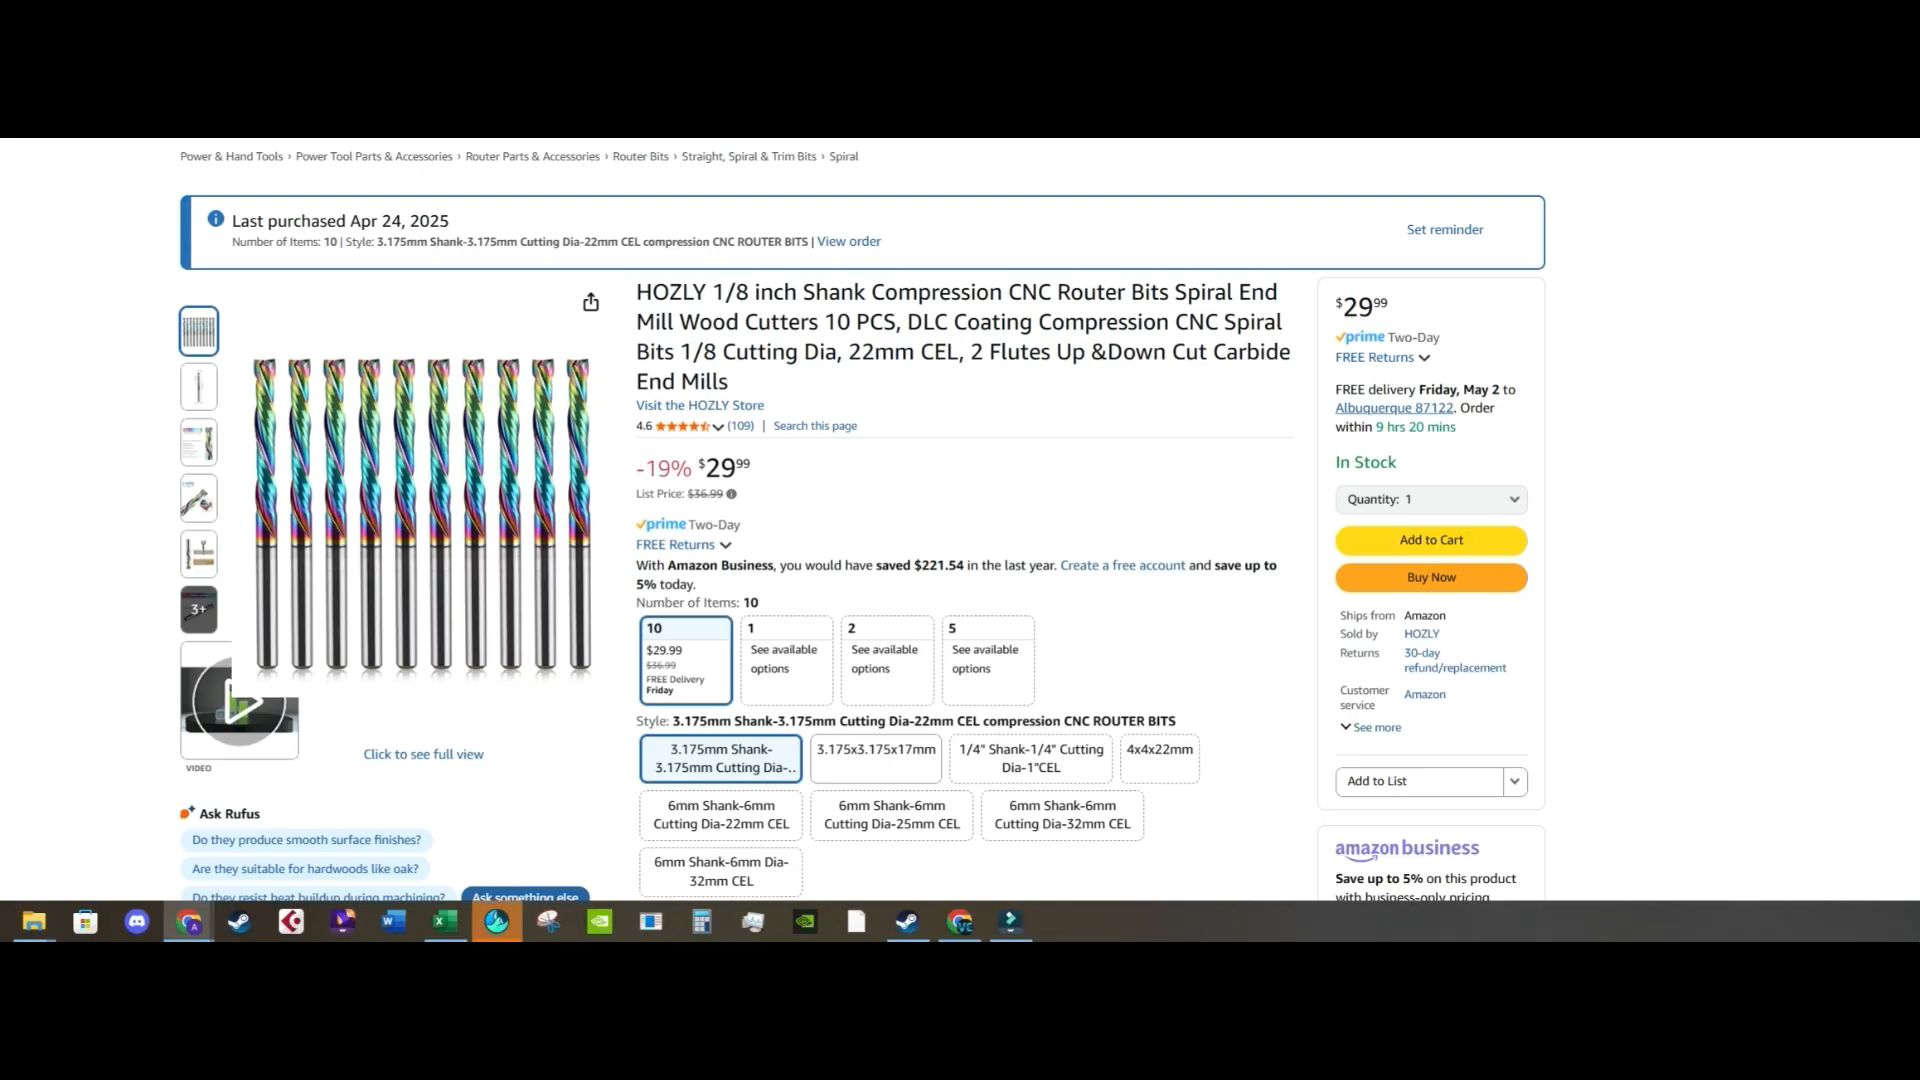 Power & Hand Tools › Power Tool Parts & Accessories › Router Parts & Accessories › Router Bits › Straight, Spiral & Trim Bits › Spiral
Last purchased Apr 24, 2025
Number of Items: 10 | Style: 3.175mm Shank-3.175mm Cutting Dia-22mm CEL compression CNC ROUTER BITS | View order
Set reminder
HOZLY 1/8 inch Shank Compression CNC Router Bits Spiral End
Mill Wood Cutters 10 PCS, DLC Coating Compression CNC Spiral
Bits 1/8 Cutting Dia, 22mm CEL, 2 Flutes Up &Down Cut Carbide
End Mills
Visit the HOZLY Store
4.6 (109) | Search this page
-19% $29 99
List Price: $36.99
prime Two-Day
FREE Returns
With Amazon Business, you would have saved $221.54 in the last year. Create a free account and save up to
5% today.
Number of Items: 10
10
$29.99
$36.99
FREE Delivery
Friday
1
See available
options
2
See available
options
5
See available
options
Style: 3.175mm Shank-3.175mm Cutting Dia-22mm CEL compression CNC ROUTER BITS
3.175mm Shank-
3.175mm Cutting Dia-..
3.175x3.175x17mm
1/4" Shank-1/4" Cutting
Dia-1"CEL
4x4x22mm
6mm Shank-6mm
Cutting Dia-22mm CEL
6mm Shank-6mm
Cutting Dia-25mm CEL
6mm Shank-6mm
Cutting Dia-32mm CEL
6mm Shank-6mm Dia-
32mm CEL
3+
VIDEO
Click to see full view
Ask Rufus
Do they produce smooth surface finishes?
Are they suitable for hardwoods like oak?
Do they resist heat buildup during machining?
Ask something else
$29 99
prime Two-Day
FREE Returns
FREE delivery Friday, May 2 to
Albuquerque 87122. Order
within 9 hrs 20 mins
In Stock
Quantity: 1
Add to Cart
Buy Now
Ships from Amazon
Sold by HOZLY
Returns 30-day
refund/replacement
Customer
service Amazon
See more
Add to List
amazon business
Save up to 5% on this product
with business-only pricing